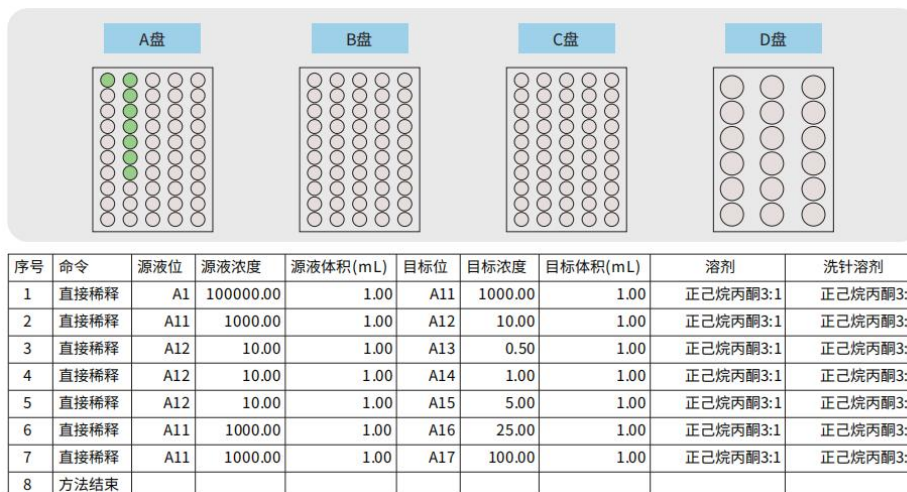 A盘 B盘 C盘 D盘
序号 命令 源液位 源液浓度 源液体积(mL) 目标位 目标浓度 目标体积(mL) 溶剂 洗针溶剂
1 直接稀释 A1 100000.00 1.00 A11 1000.00 1.00 正己烷丙酮3:1 正己烷丙酮3:
2 直接稀释 A11 1000.00 1.00 A12 10.00 1.00 正己烷丙酮3:1 正己烷丙酮3:
3 直接稀释 A12 10.00 1.00 A13 0.50 1.00 正己烷丙酮3:1 正己烷丙酮3:
4 直接稀释 A12 10.00 1.00 A14 1.00 1.00 正己烷丙酮3:1 正己烷丙酮3:
5 直接稀释 A12 10.00 1.00 A15 5.00 1.00 正己烷丙酮3:1 正己烷丙酮3:
6 直接稀释 A11 1000.00 1.00 A16 25.00 1.00 正己烷丙酮3:1 正己烷丙酮3:
7 直接稀释 A11 1000.00 1.00 A17 100.00 1.00 正己烷丙酮3:1 正己烷丙酮3:
8 方法结束